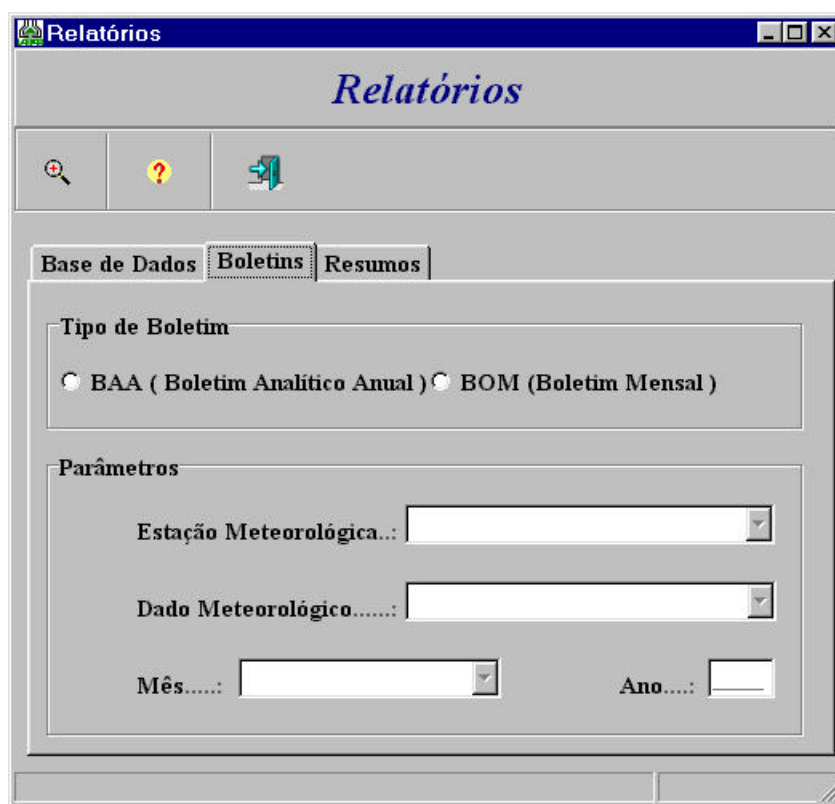 Relatórios
Relatórios
Base de Dados Boletins Resumos
Tipo de Boletim
BAA ( Boletim Analítico Anual ) BOM (Boletim Mensal )
Parâmetros
Estação Meteorológica..:
Dado Meteorológico......:
Mês.....: Ano....: ____